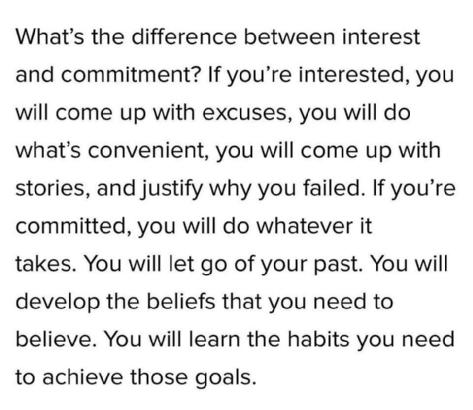 What’s the difference between interest
and commitment? If you’re interested, you
will come up with excuses, you will do
what’s convenient, you will come up with
stories, and justify why you failed. If you’re
committed, you will do whatever it
takes. You will let go of your past. You will
develop the beliefs that you need to
believe. You will learn the habits you need
to achieve those goals.